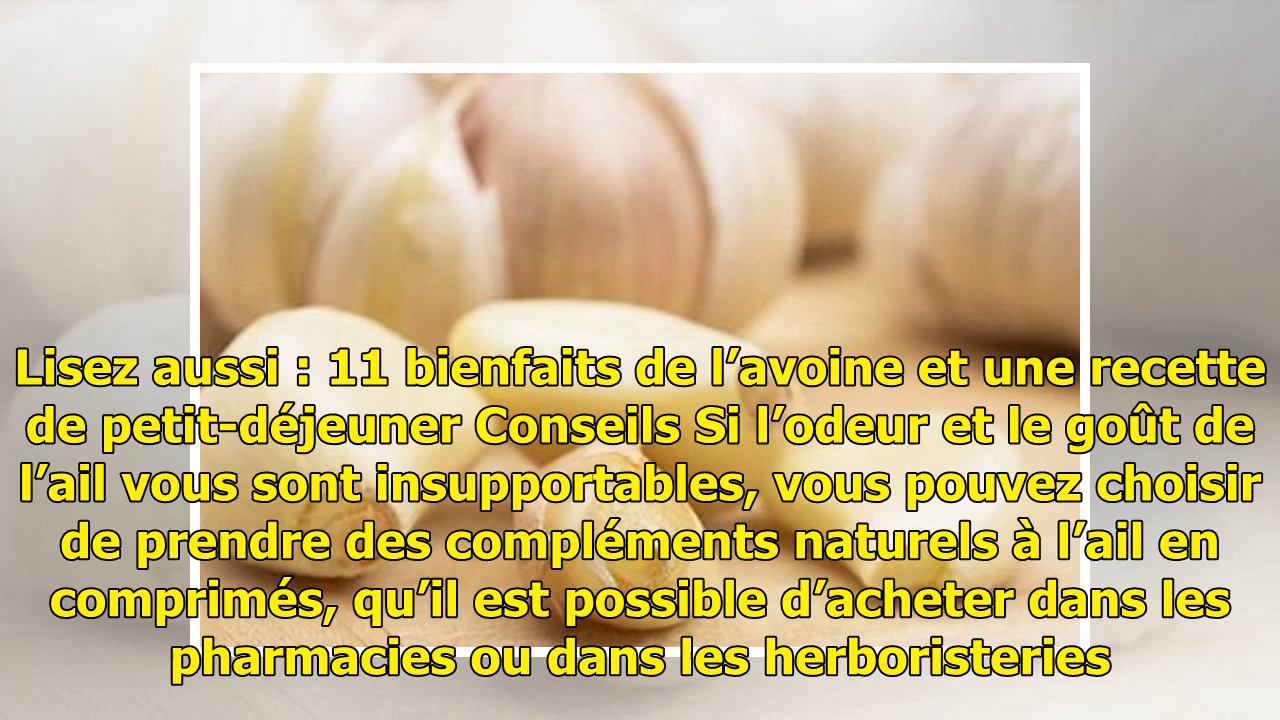 Lisez aussi : 11 bienfaits de l’avoine et une recette
de petit-déjeuner Conseils Si l’odeur et le goût de
l’ail vous sont insupportables, vous pouvez choisir
de prendre des compléments naturels à l’ail en
comprimés, qu’il est possible d’acheter dans les
pharmacies ou dans les herboristeries